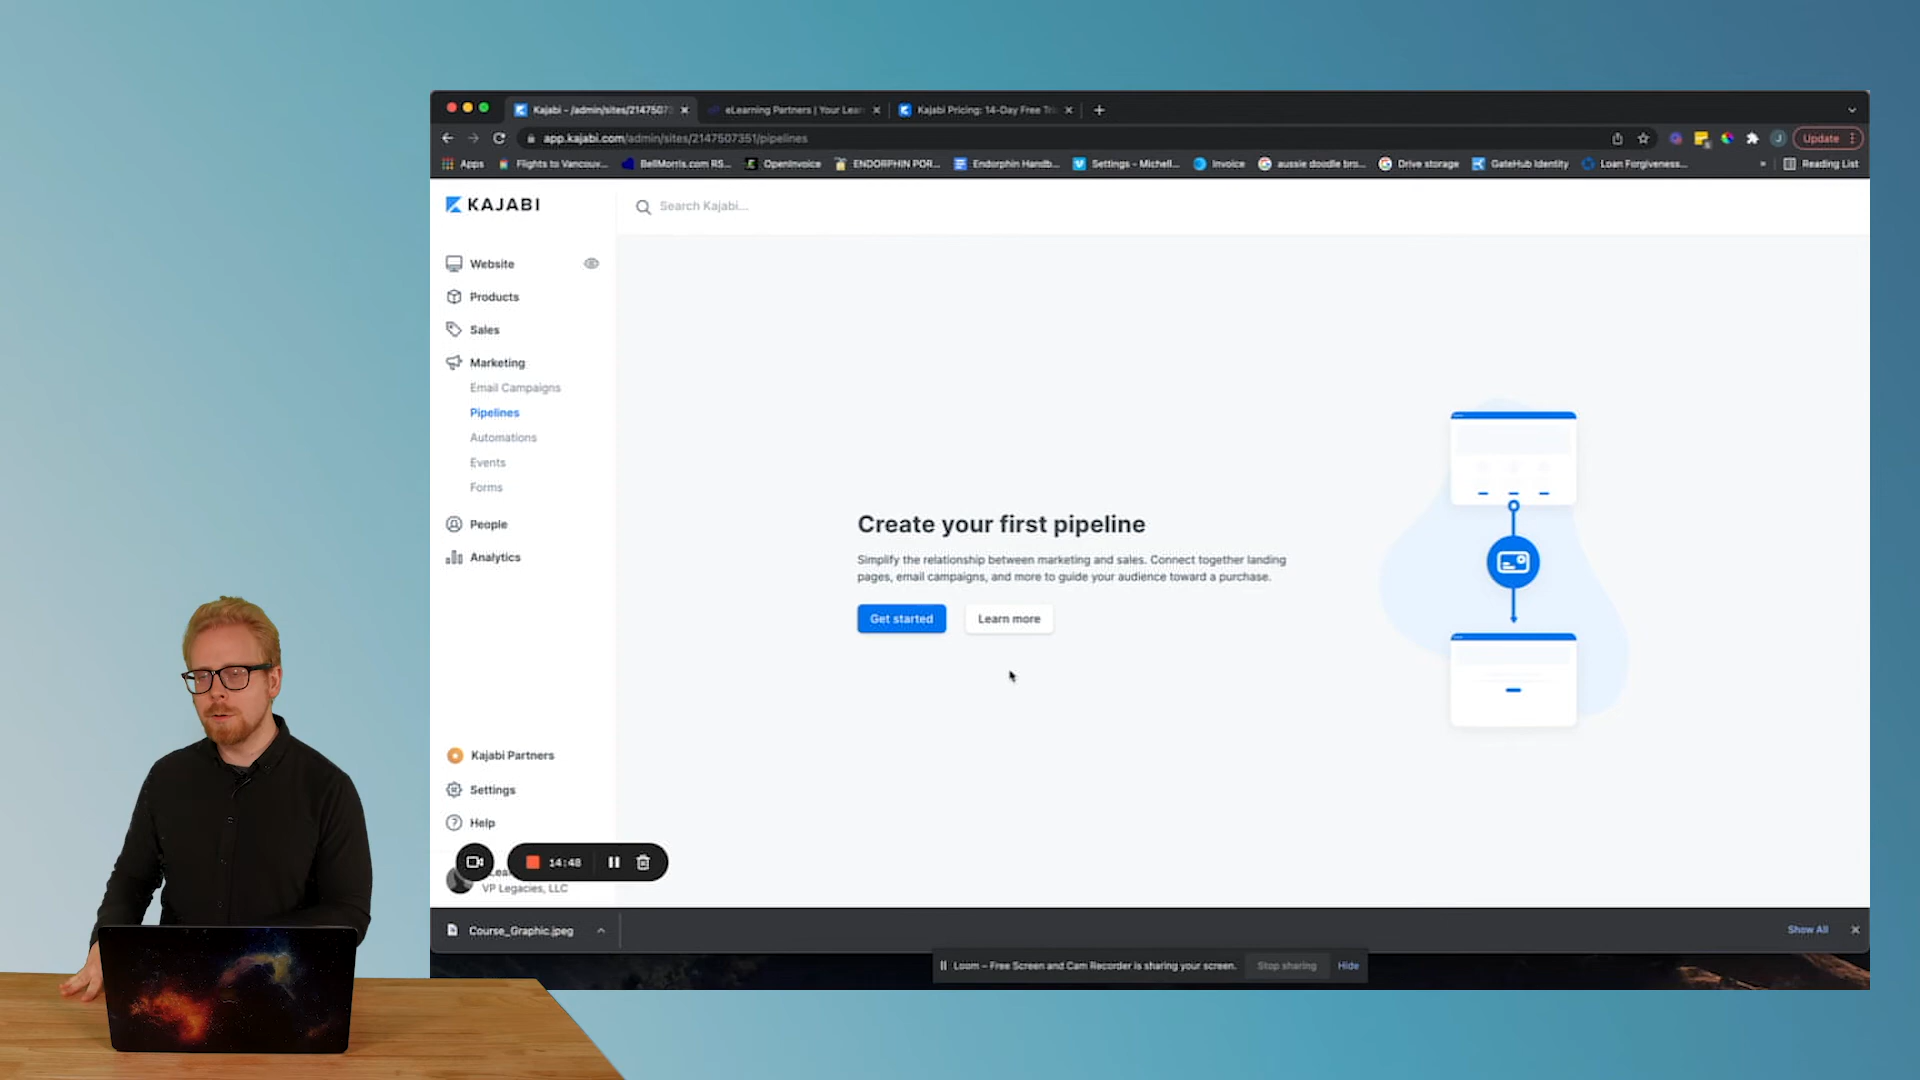 Kajabi - /admin/sites/2147507
eLearning Partners | Your Lear
Kajabi Pricing: 14-Day Free Tri
app.kajabi.com/admin/sites/2147507351/pipelines
Update
Apps
Flights to Vancouv...
BellMorris.com RS...
OpenInvoice
ENDORPHIN POR...
Endorphin Handb...
Settings - Michell...
Invoice
aussie doodle bro...
Drive storage
GateHub Identity
Loan Forgiveness...
»
Reading List
KAJABI
Search Kajabi...
Website
Products
Sales
Marketing
Email Campaigns
Pipelines
Automations
Events
Forms
People
Analytics
Create your first pipeline
Simplify the relationship between marketing and sales. Connect together landing
pages, email campaigns, and more to guide your audience toward a purchase.
Get started
Learn more
Kajabi Partners
Settings
Help
14:48
VP Legacies, LLC
Course_Graphic.jpeg
Show All
Loom – Free Screen and Cam Recorder is sharing your screen.
Stop sharing
Hide